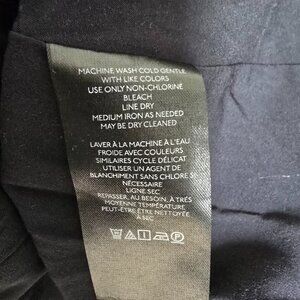 MACHINE WASH COLD GENTLE
WITH LIKE COLORS
USE ONLY NON-CHLORINE
BLEACH
LINE DRY
MEDIUM IRON AS NEEDED
MAY BE DRY CLEANED
LAVER À LA MACHINE À L'EAU
FROIDE AVEC COULEURS
SIMILAIRES CYCLE DÉLICAT
UTILISER UN AGENT DE
BLANCHIMENT SANS CHLORE SI
NÉCESSAIRE
LIGNE SEC
REPASSER, AU BESOIN, À TRÈS
MOYENNE TEMPÉRATURE
PEUT-ÊTRE ÊTRE NETTOYÉE
À SEC